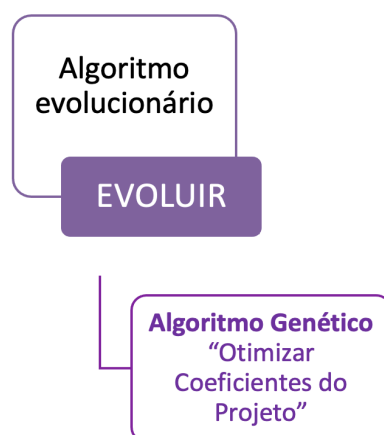 Algoritmo
evolucionário
EVOLUIR
Algoritmo Genético
“Otimizar
Coeficientes do
Projeto”